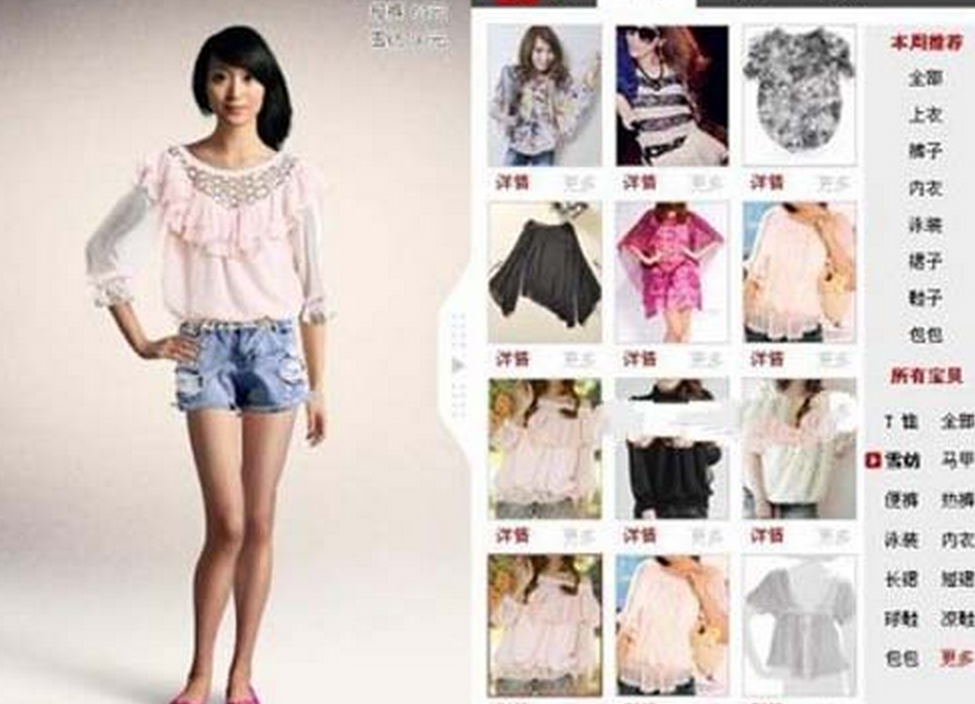 短裤
雪纺
详情 更多 详情 更多 详情 更多
详情 更多 详情 更多 详情 更多
详情 更多 详情 更多 详情 更多
本周推荐
全部
上衣
裤子
内衣
泳装
裙子
鞋子
包包
所有宝贝
T 恤 全部
雪纺 马甲
便裤 热裤
泳装 内衣
长裙 短裙
球鞋 凉鞋
包包 更多